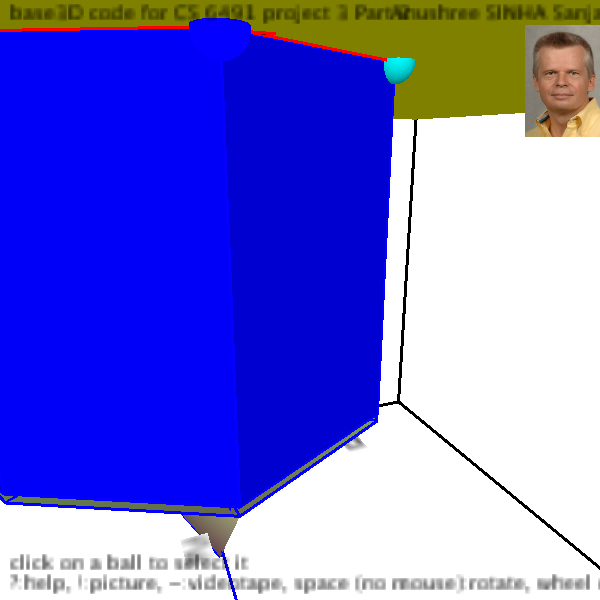 base3D code for CS 6491 project 3 Anushree SINHA Sanja
click on a ball to select it
?:help, !:picture, ~:videotape, space (no mouse) rotate, wheel